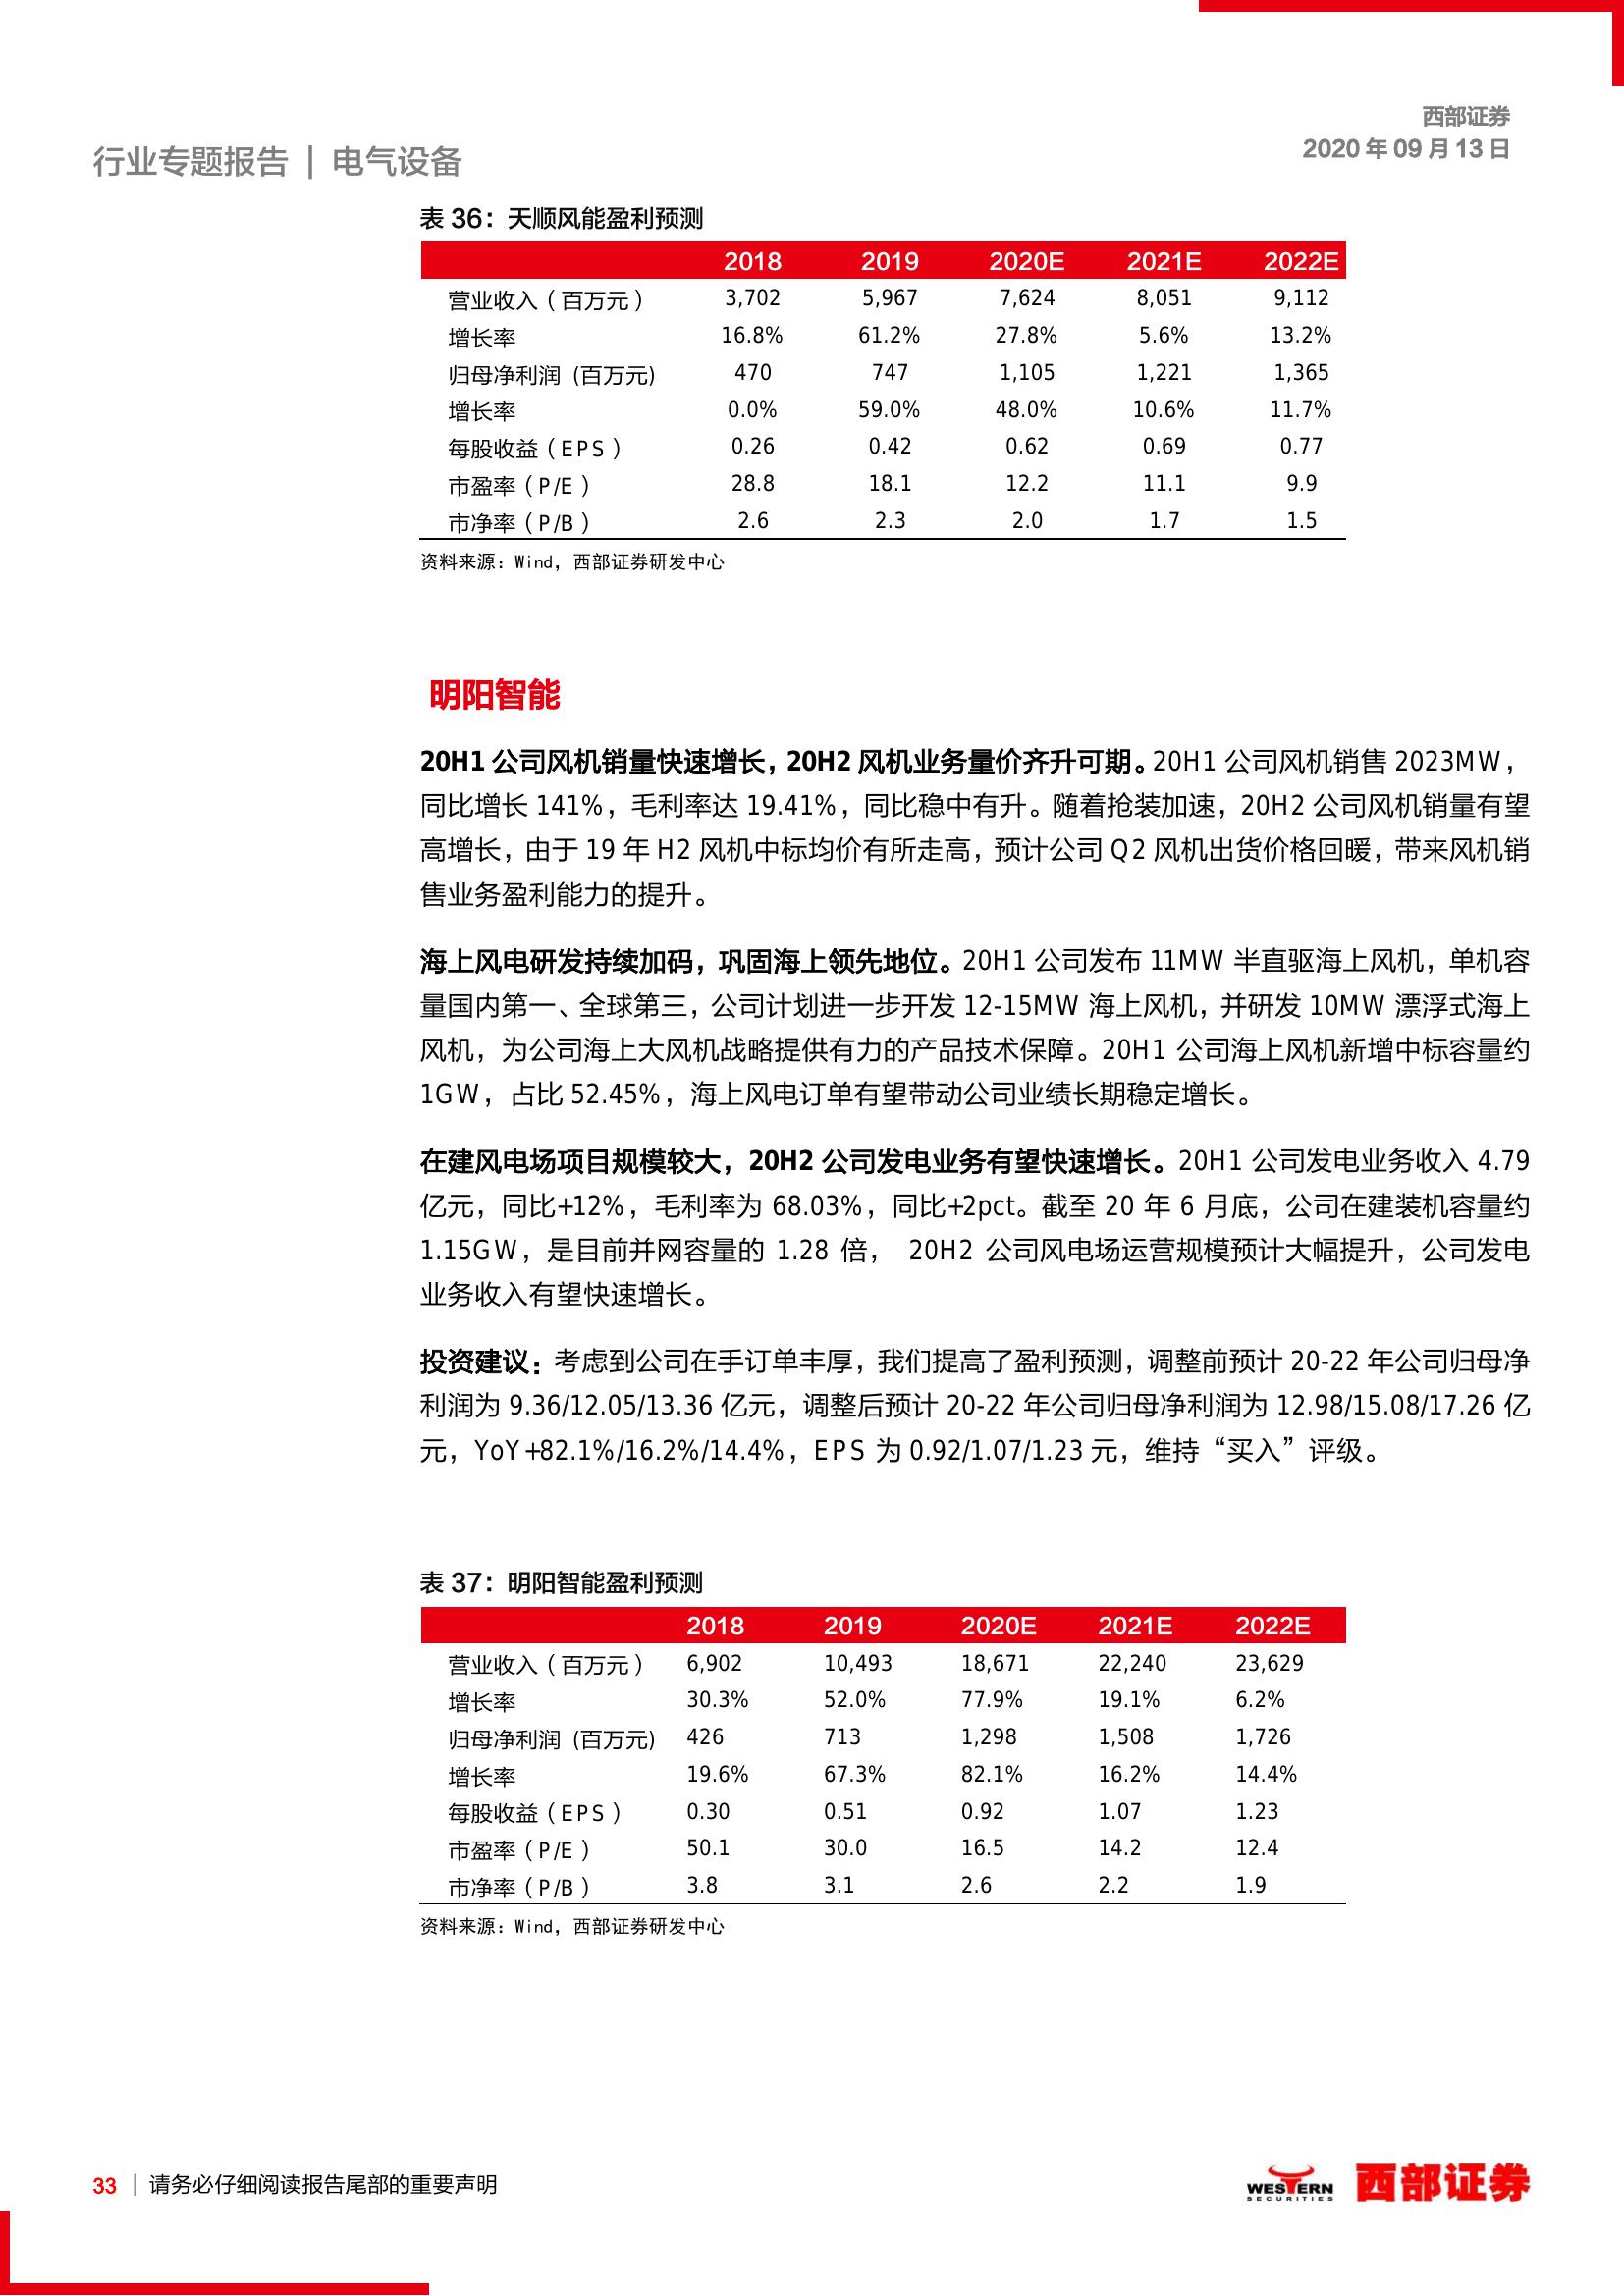 西部证券
2020 年 09 月 13 日
行业专题报告 | 电气设备
表 36：天顺风能盈利预测
2018 2019 2020E 2021E 2022E
营业收入（百万元） 3,702 5,967 7,624 8,051 9,112
增长率 16.8% 61.2% 27.8% 5.6% 13.2%
归母净利润 (百万元) 470 747 1,105 1,221 1,365
增长率 0.0% 59.0% 48.0% 10.6% 11.7%
每股收益（EPS） 0.26 0.42 0.62 0.69 0.77
市盈率（P/E） 28.8 18.1 12.2 11.1 9.9
市净率（P/B） 2.6 2.3 2.0 1.7 1.5
资料来源：Wind，西部证券研发中心
明阳智能
20H1 公司风机销量快速增长，20H2 风机业务量价齐升可期。20H1 公司风机销售 2023MW，
同比增长 141%，毛利率达 19.41%，同比稳中有升。随着抢装加速，20H2 公司风机销量有望
高增长，由于 19 年 H2 风机中标均价有所走高，预计公司 Q2 风机出货价格回暖，带来风机销
售业务盈利能力的提升。
海上风电研发持续加码，巩固海上领先地位。20H1 公司发布 11MW 半直驱海上风机，单机容
量国内第一、全球第三，公司计划进一步开发 12-15MW 海上风机，并研发 10MW 漂浮式海上
风机，为公司海上大风机战略提供有力的产品技术保障。20H1 公司海上风机新增中标容量约
1GW，占比 52.45%，海上风电订单有望带动公司业绩长期稳定增长。
在建风电场项目规模较大，20H2 公司发电业务有望快速增长。20H1 公司发电业务收入 4.79
亿元，同比+12%，毛利率为 68.03%，同比+2pct。截至 20 年 6 月底，公司在建装机容量约
1.15GW，是目前并网容量的 1.28 倍， 20H2 公司风电场运营规模预计大幅提升，公司发电
业务收入有望快速增长。
投资建议：考虑到公司在手订单丰厚，我们提高了盈利预测，调整前预计 20-22 年公司归母净
利润为 9.36/12.05/13.36 亿元，调整后预计 20-22 年公司归母净利润为 12.98/15.08/17.26 亿
元，YoY+82.1%/16.2%/14.4%，EPS 为 0.92/1.07/1.23 元，维持“买入”评级。
表 37：明阳智能盈利预测
2018 2019 2020E 2021E 2022E
营业收入（百万元） 6,902 10,493 18,671 22,240 23,629
增长率 30.3% 52.0% 77.9% 19.1% 6.2%
归母净利润 (百万元) 426 713 1,298 1,508 1,726
增长率 19.6% 67.3% 82.1% 16.2% 14.4%
每股收益（EPS） 0.30 0.51 0.92 1.07 1.23
市盈率（P/E） 50.1 30.0 16.5 14.2 12.4
市净率（P/B） 3.8 3.1 2.6 2.2 1.9
资料来源：Wind，西部证券研发中心
33 | 请务必仔细阅读报告尾部的重要声明
WESTERN
SECURITIES
西部证券